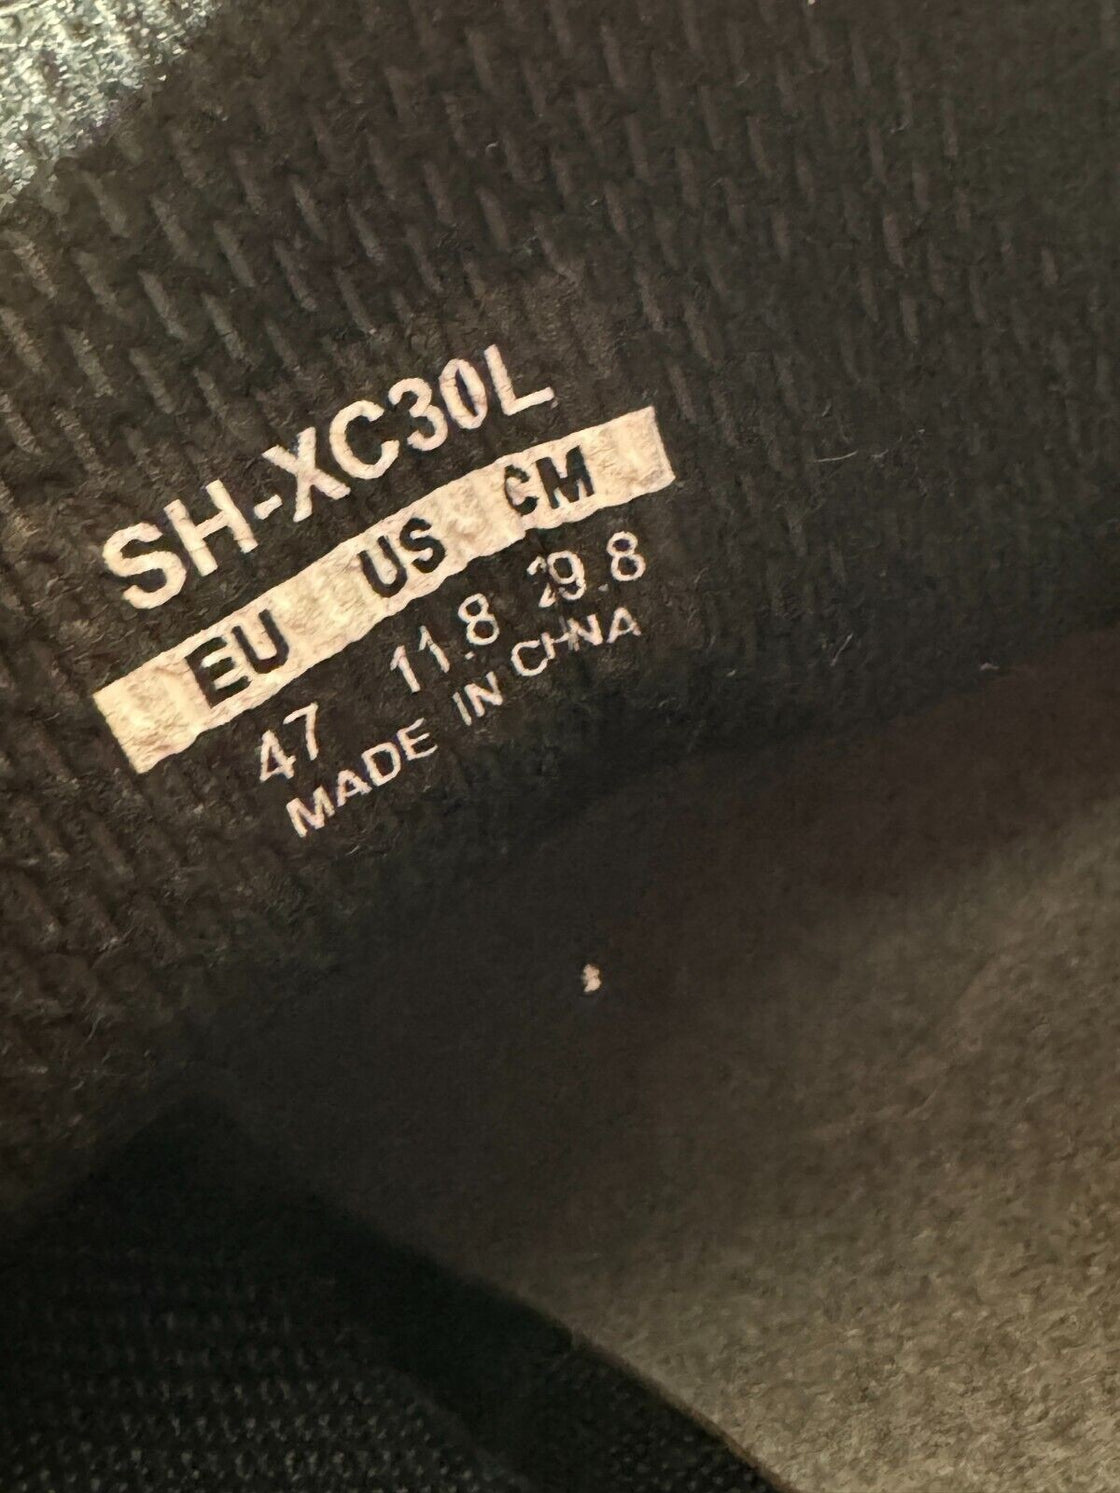 SH-XC30L
EU US CM
47 11.8 29.8
MADE IN CHINA